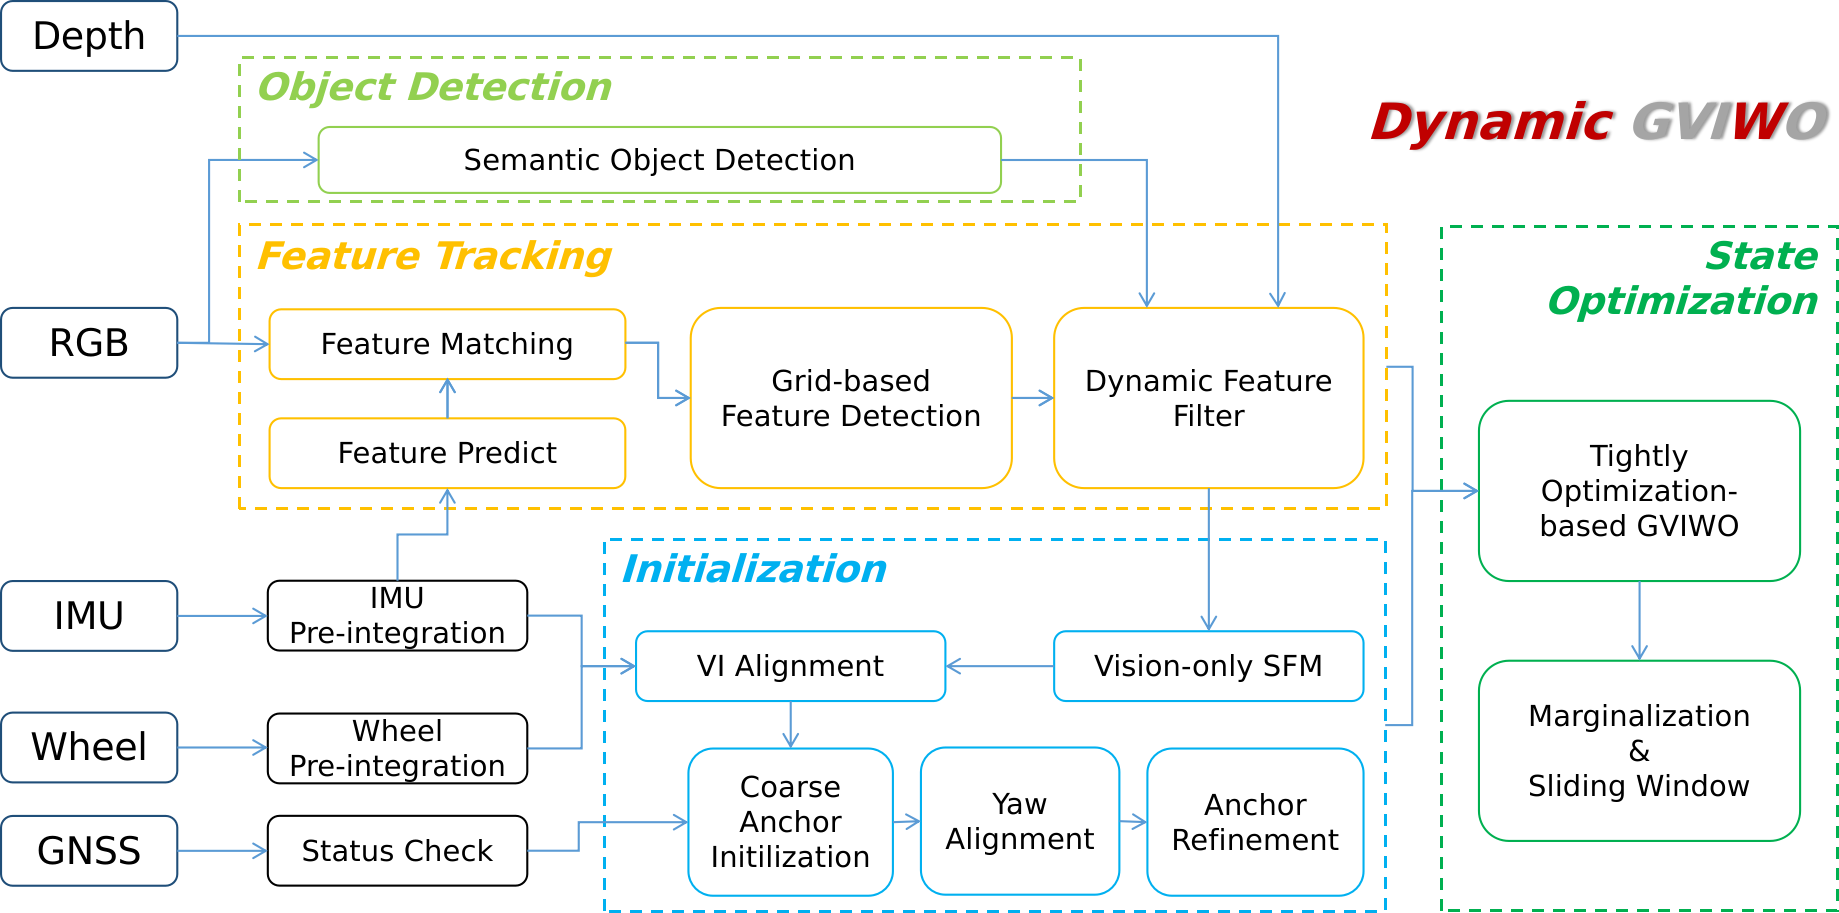 Depth
Object Detection
Semantic Object Detection
Dynamic GVIWO
Feature Tracking
RGB
Feature Matching
Feature Predict
Grid-based
Feature Detection
Dynamic Feature
Filter
State
Optimization
Tightly
Optimization-
based GVIWO
Marginalization
&
Sliding Window
IMU
IMU
Pre-integration
Initialization
VI Alignment
Vision-only SFM
Wheel
Wheel
Pre-integration
GNSS
Status Check
Coarse
Anchor
Initilization
Yaw
Alignment
Anchor
Refinement